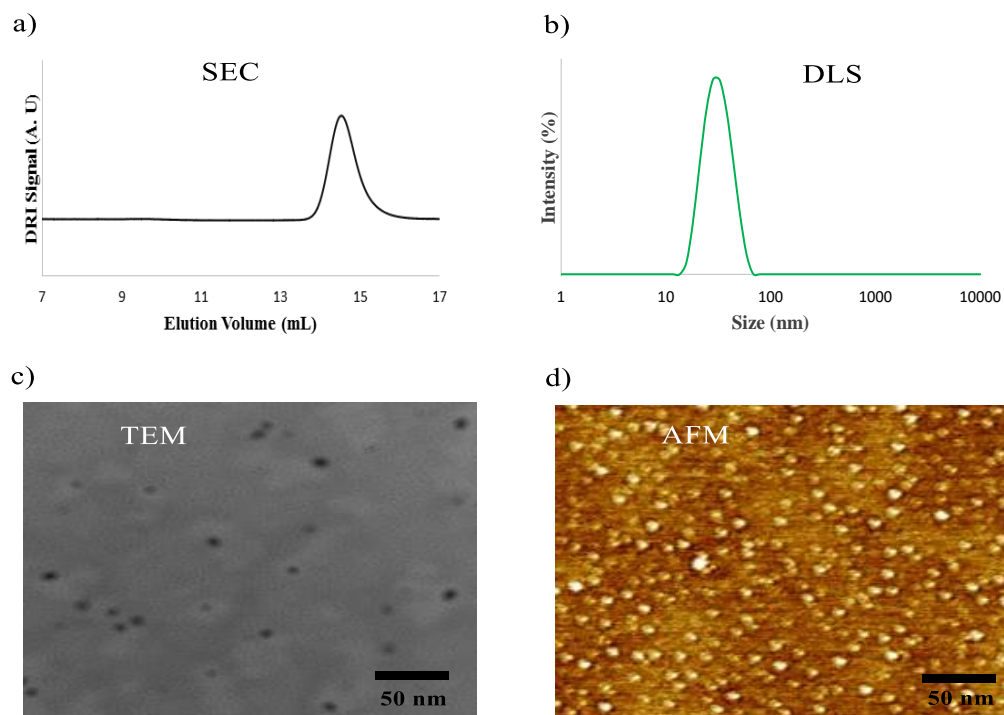 a)
SEC
DRI Signal (A. U)
7 9 11 13 15 17
Elution Volume (mL)
b)
DLS
Intensity (%)
1 10 100 1000 10000
Size (nm)
c)
TEM
50 nm
d)
AFM
50 nm